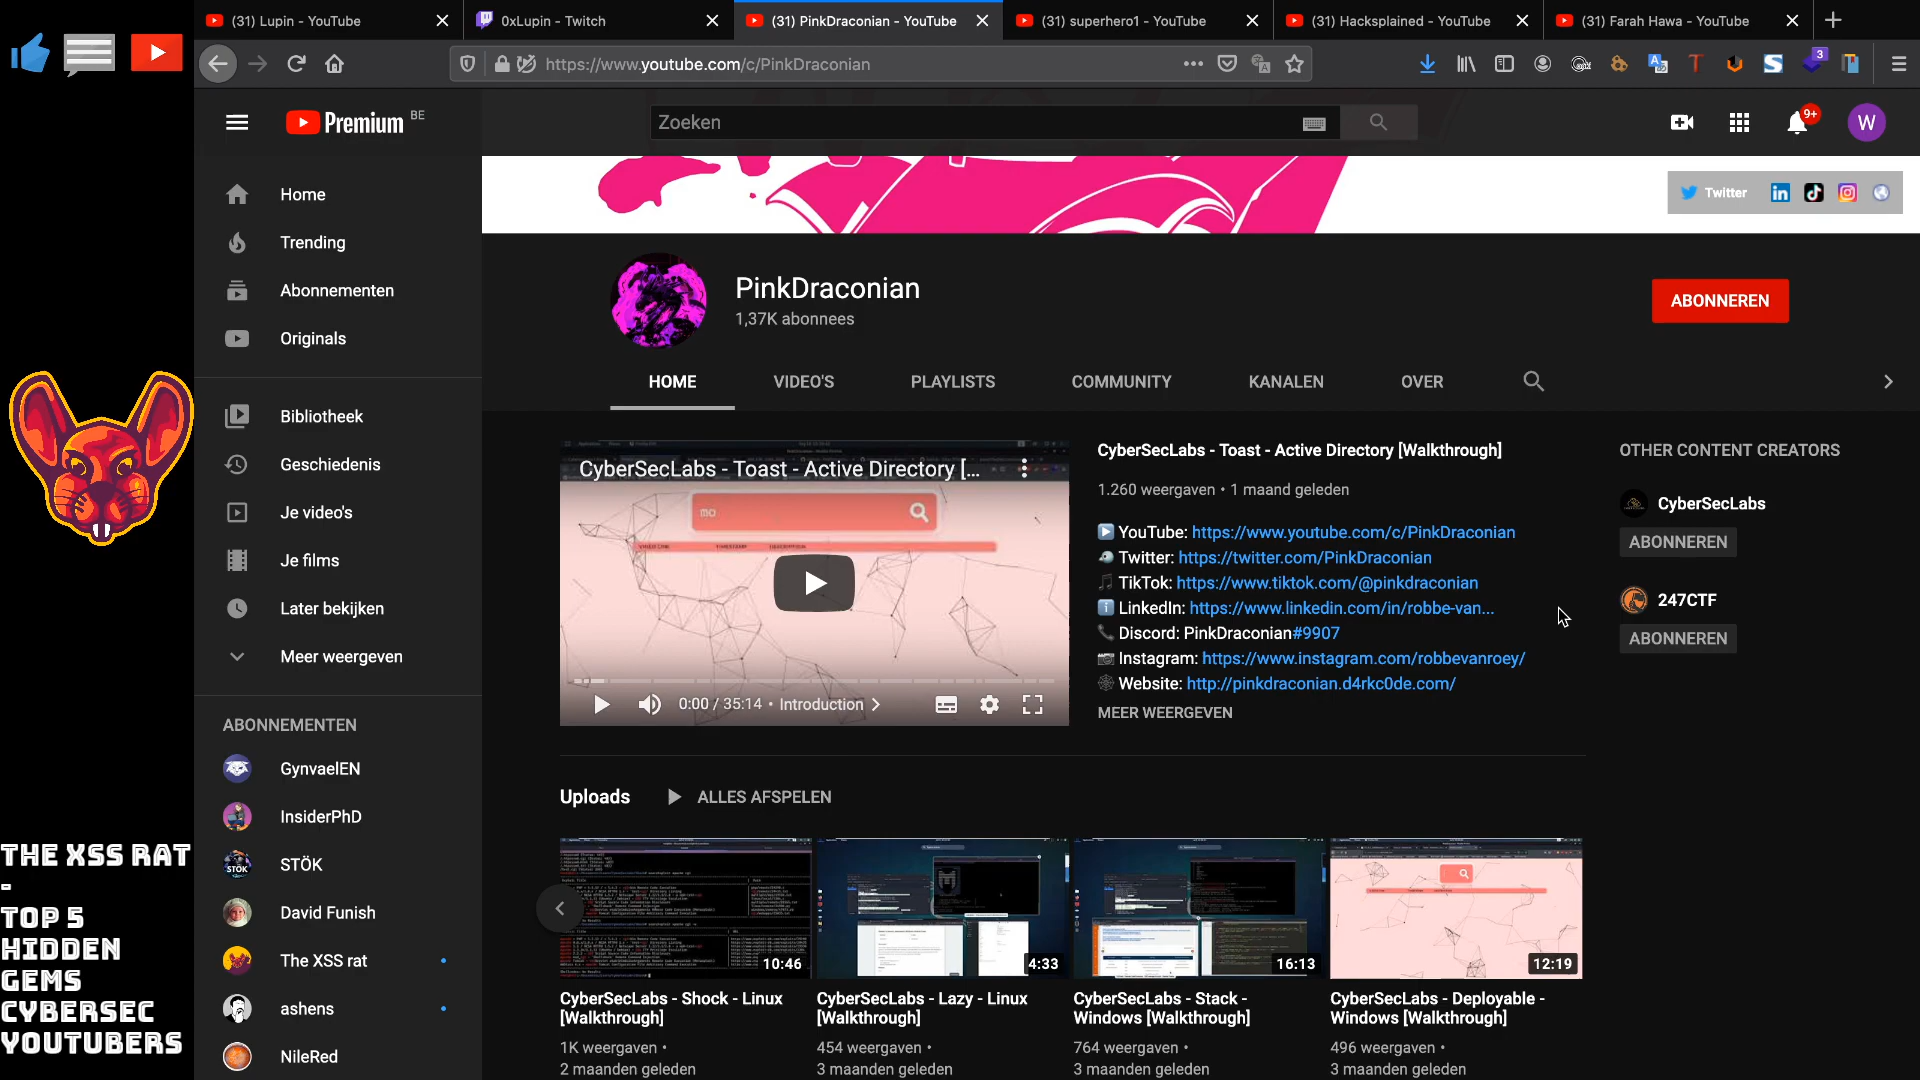 (31) Lupin - YouTube
0xLupin - Twitch
(31) PinkDraconian - YouTube
(31) superhero1 - YouTube
(31) Hacksplained - YouTube
(31) Farah Hawa - YouTube
https://www.youtube.com/c/PinkDraconian
3
Premium BE
Zoeken
9+
W
Home
Trending
Abonnementen
Originals
Bibliotheek
Geschiedenis
Je video's
Je films
Later bekijken
Meer weergeven
ABONNEMENTEN
GynvaelEN
InsiderPhD
STÖK
STÖK
David Funish
The XSS rat
ashens
NileRed
Twitter
PinkDraconian
1,37K abonnees
ABONNEREN
HOME
VIDEO'S
PLAYLISTS
COMMUNITY
KANALEN
OVER
CyberSecLabs - Toast - Active Directory [...
mo
0:00 / 35:14 • Introduction
CyberSecLabs - Toast - Active Directory [Walkthrough]
1.260 weergaven • 1 maand geleden
YouTube: https://www.youtube.com/c/PinkDraconian
Twitter: https://twitter.com/PinkDraconian
TikTok: https://www.tiktok.com/@pinkdraconian
LinkedIn: https://www.linkedin.com/in/robbe-van...
Discord: PinkDraconian#9907
Instagram: https://www.instagram.com/robbevanroey/
Website: http://pinkdraconian.d4rkc0de.com/
MEER WEERGEVEN
OTHER CONTENT CREATORS
CyberSecLabs
ABONNEREN
247CTF
ABONNEREN
Uploads
ALLES AFSPELEN
10:46
4:33
16:13
12:19
CyberSecLabs - Shock - Linux
[Walkthrough]
1K weergaven •
2 maanden geleden
CyberSecLabs - Lazy - Linux
[Walkthrough]
454 weergaven •
3 maanden geleden
CyberSecLabs - Stack -
Windows [Walkthrough]
764 weergaven •
3 maanden geleden
CyberSecLabs - Deployable -
Windows [Walkthrough]
496 weergaven •
3 maanden geleden
THE XSS RAT
-
TOP 5
HIDDEN
GEMS
CYBERSEC
YOUTUBERS